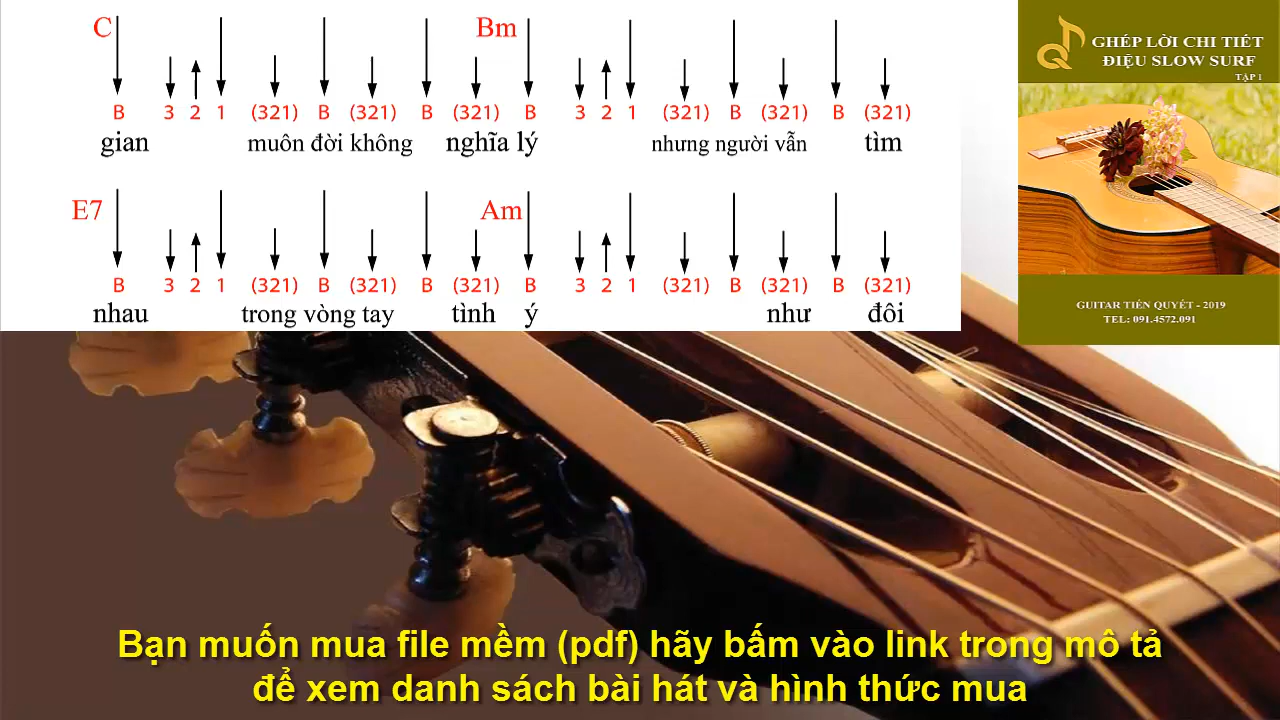 C Bm
B 3 2 1 (321) B (321) B (321) B 3 2 1 (321) B (321) B (321)
gian muôn đời không nghĩa lý nhưng người vẫn tìm
E7 Am
B 3 2 1 (321) B (321) B (321) B 3 2 1 (321) B (321) B (321)
nhau trong vòng tay tình ý như đôi
GHÉP LỜI CHI TIẾT
ĐIỆU SLOW SURF
TẬP 1
GUITAR TIẾN QUYẾT - 2019
TEL: 091.4572.091
Bạn muốn mua file mềm (pdf) hãy bấm vào link trong mô tả
để xem danh sách bài hát và hình thức mua